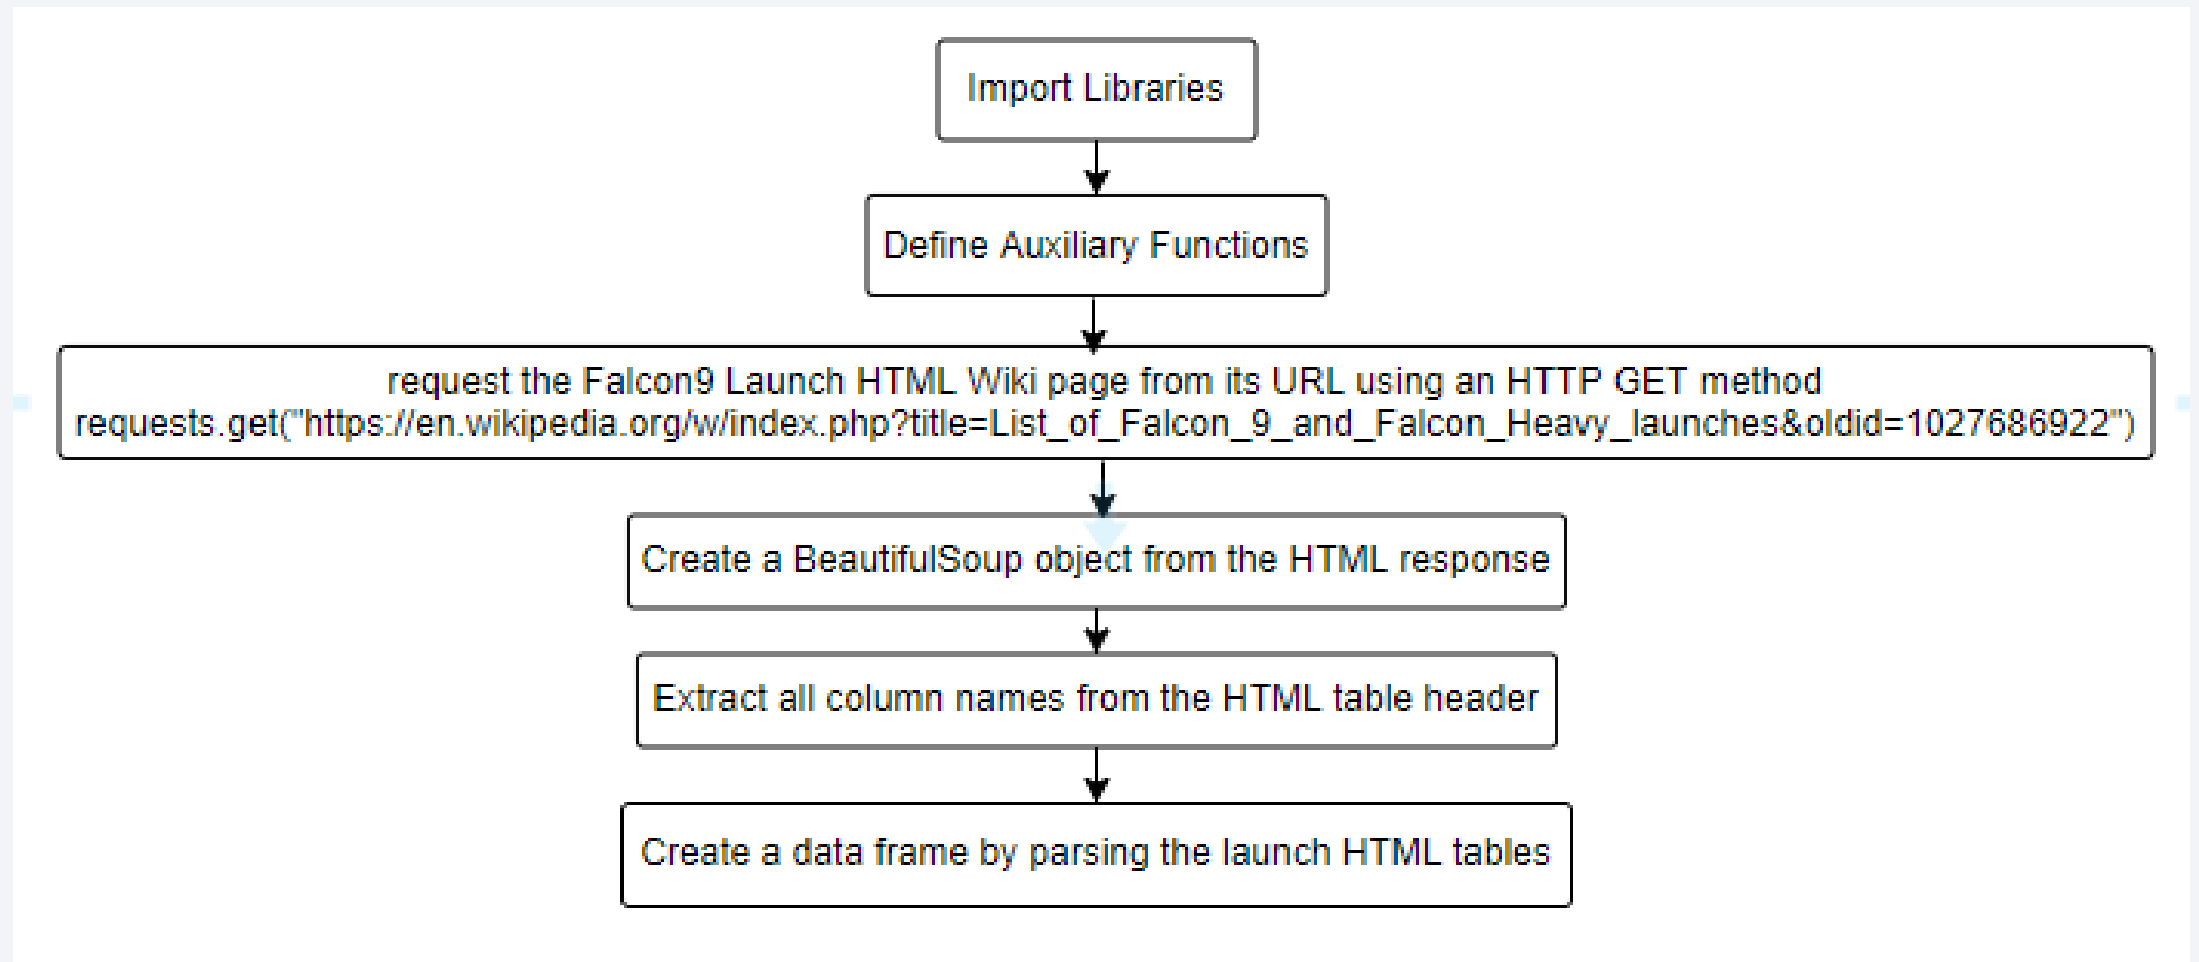 Import Libraries
Define Auxiliary Functions
request the Falcon9 Launch HTML Wiki page from its URL using an HTTP GET method
requests.get("https://en.wikipedia.org/w/index.php?title=List_of_Falcon_9_and_Falcon_Heavy_launches&oldid=1027686922")
Create a BeautifulSoup object from the HTML response
Extract all column names from the HTML table header
Create a data frame by parsing the launch HTML tables